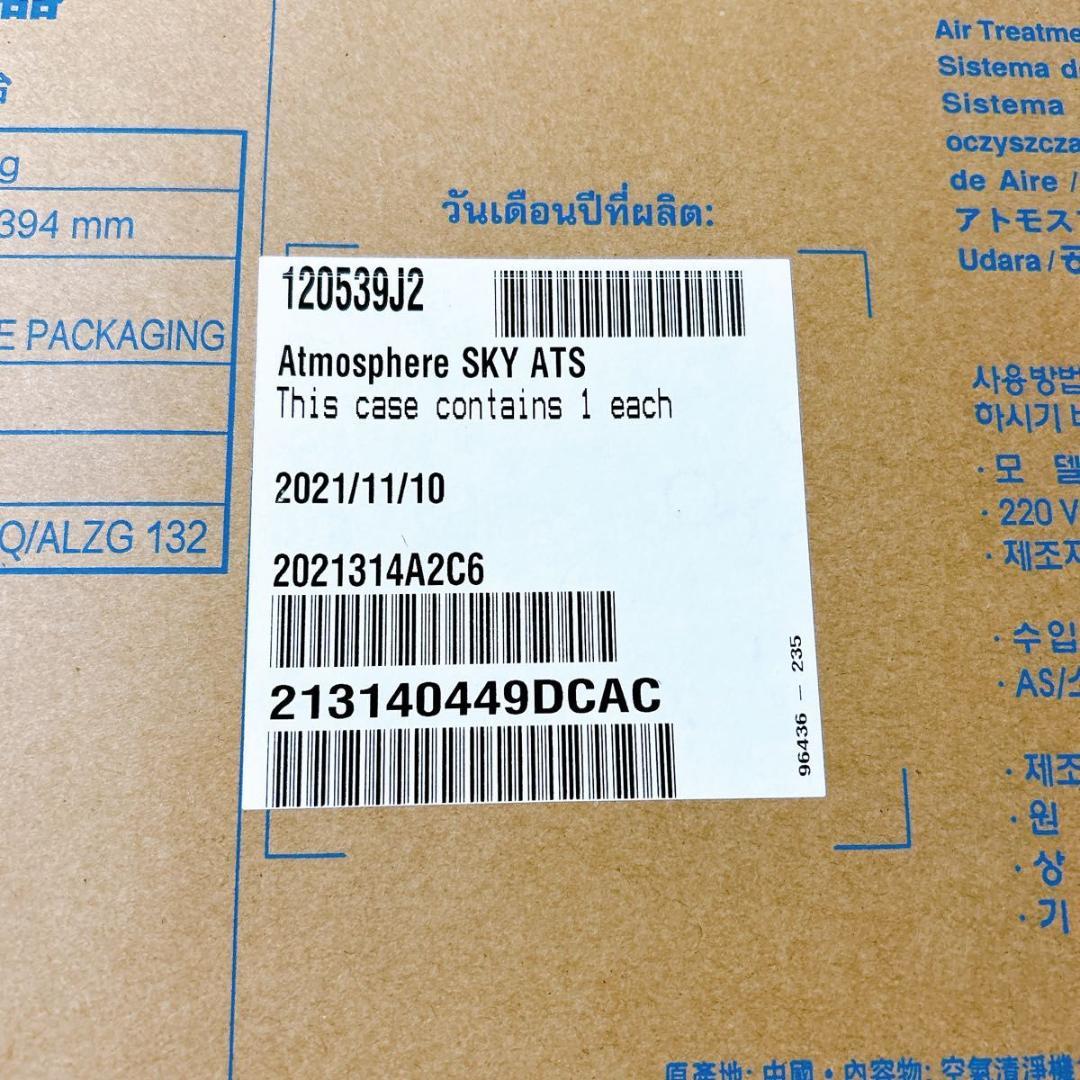 g
394 mm
E PACKAGING
Q/ALZG 132
วันเดือนปีที่ผลิต:
120539J2
Atmosphere SKY ATS
This case contains 1 each
2021/11/10
2021314A2C6
213140449DCAC
96436 – 235
Air Treatme
Sistema d
Sistema
oczyszcza
de Aire /
アトモス
Udara /
사용방법
하시기
· 모 델
· 220 V
· 제조
· 수입
· AS/
· 제조
· 원
· 상
· 기
原產地: 中國 • 內容物: 空氣清淨機